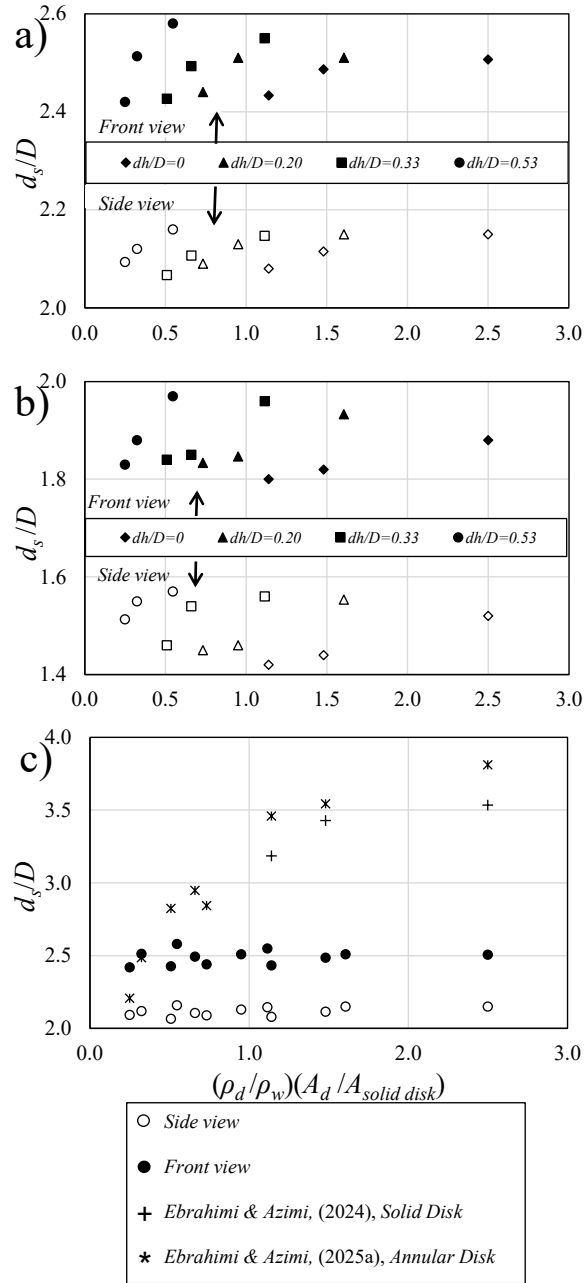 a)
2.6
2.4
2.2
2.0
d_s/D
Front view
◆ dh/D=0 ▲ dh/D=0.20 ■ dh/D=0.33 ● dh/D=0.53
Side view
0.0 0.5 1.0 1.5 2.0 2.5 3.0
b)
2.0
1.8
1.6
1.4
d_s/D
Front view
◆ dh/D=0 ▲ dh/D=0.20 ■ dh/D=0.33 ● dh/D=0.53
Side view
0.0 0.5 1.0 1.5 2.0 2.5 3.0
c)
4.0
3.5
3.0
2.5
2.0
d_s/D
0.0 1.0 2.0 3.0
(ρ_d/ρ_w)(A_d/A_solid disk)
○ Side view
● Front view
+ Ebrahimi & Azimi, (2024), Solid Disk
* Ebrahimi & Azimi, (2025a), Annular Disk